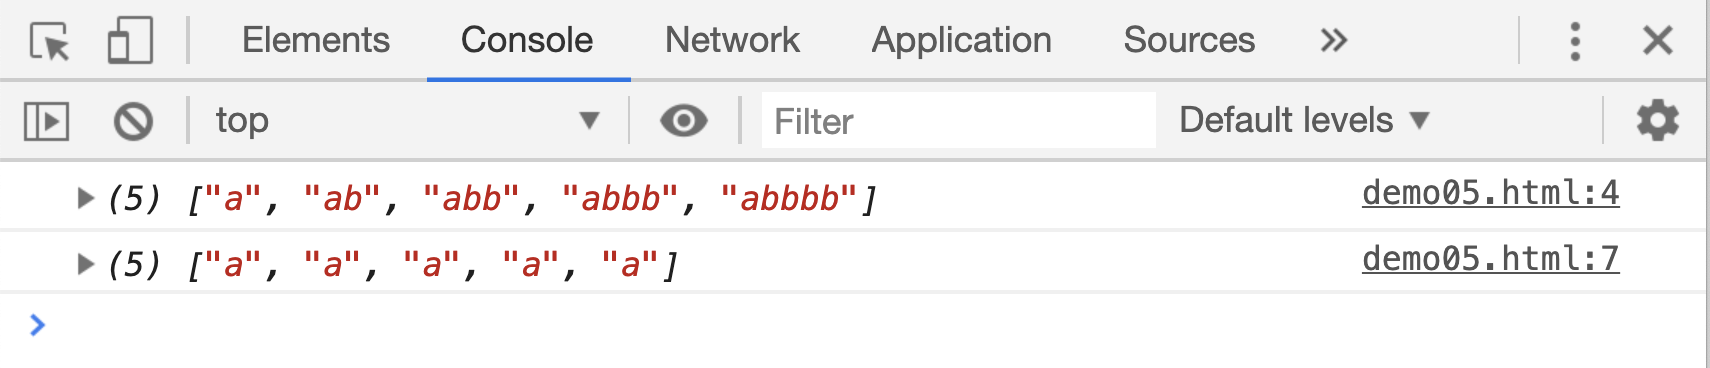 Elements Console Network Application Sources
top Filter Default levels
(5) ["a", "ab", "abb", "abbb", "abbbb"] demo05.html:4
(5) ["a", "a", "a", "a", "a"] demo05.html:7